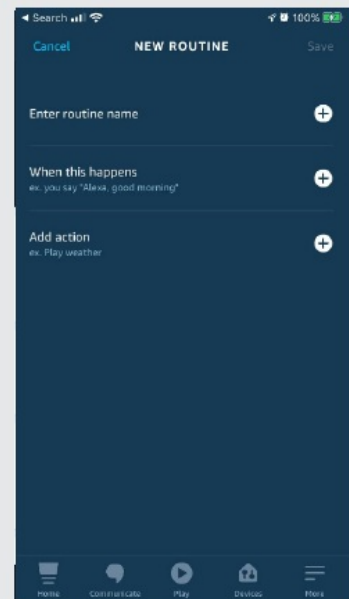 Search
100%
Cancel NEW ROUTINE Save
Enter routine name
When this happens
ex. you say "Alexa, good morning"
Add action
ex. Play weather
Home Communicate Play Devices More